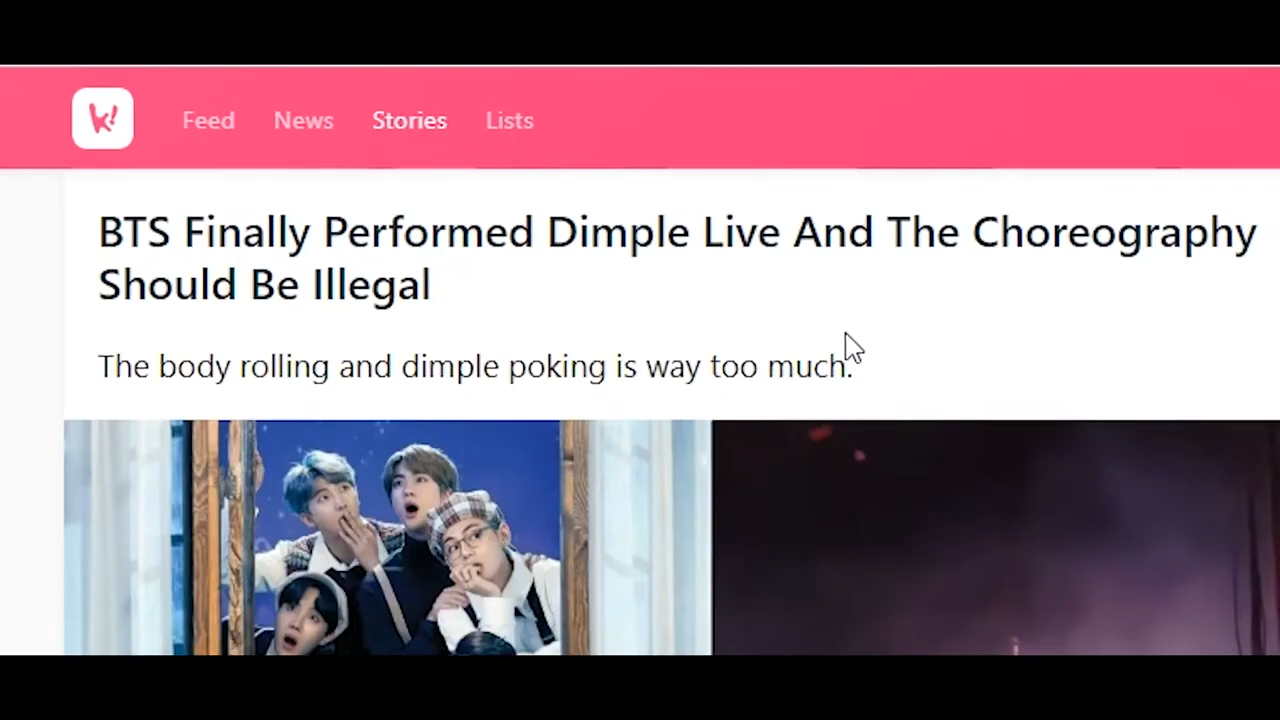 k!
Feed News Stories Lists
BTS Finally Performed Dimple Live And The Choreography
Should Be Illegal
The body rolling and dimple poking is way too much.